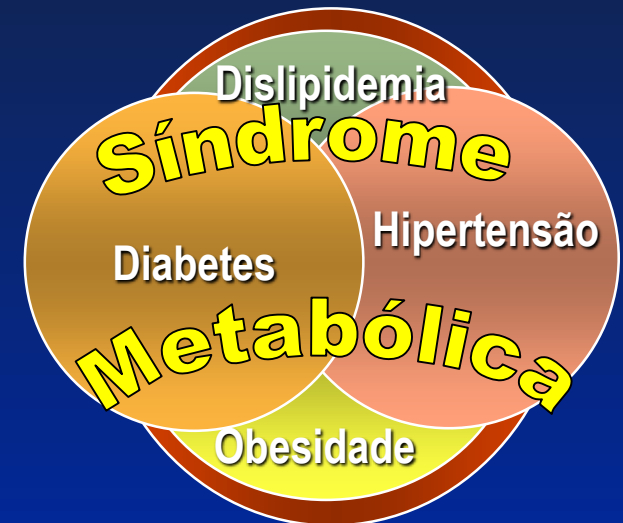 Dislipidemia
Síndrome
Hipertensão
Diabetes
Metabólica
Obesidade